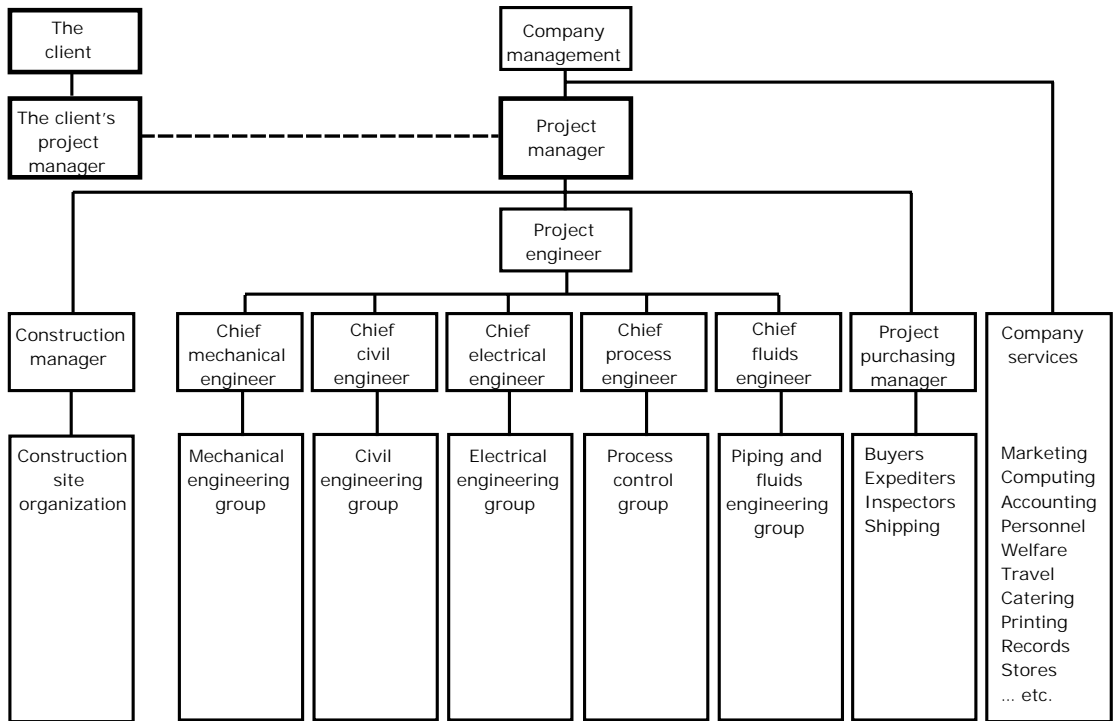 The
client
Company
management
The client's
project
manager
Project
manager
Project
engineer
Construction
manager
Chief
mechanical
engineer
Chief
civil
engineer
Chief
electrical
engineer
Chief
process
engineer
Chief
fluids
engineer
Project
purchasing
manager
Company
services
Construction
site
organization
Mechanical
engineering
group
Civil
engineering
group
Electrical
engineering
group
Process
control
group
Piping and
fluids
engineering
group
Buyers
Expediters
Inspectors
Shipping
Marketing
Computing
Accounting
Personnel
Welfare
Travel
Catering
Printing
Records
Stores
... etc.